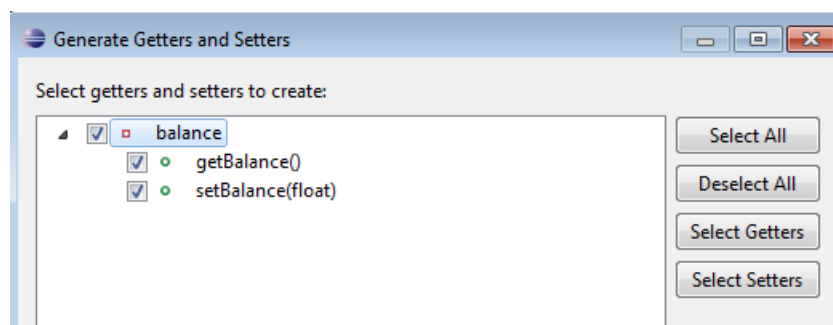 Generate Getters and Setters
Select getters and setters to create:
balance
getBalance()
setBalance(float)
Select All
Deselect All
Select Getters
Select Setters